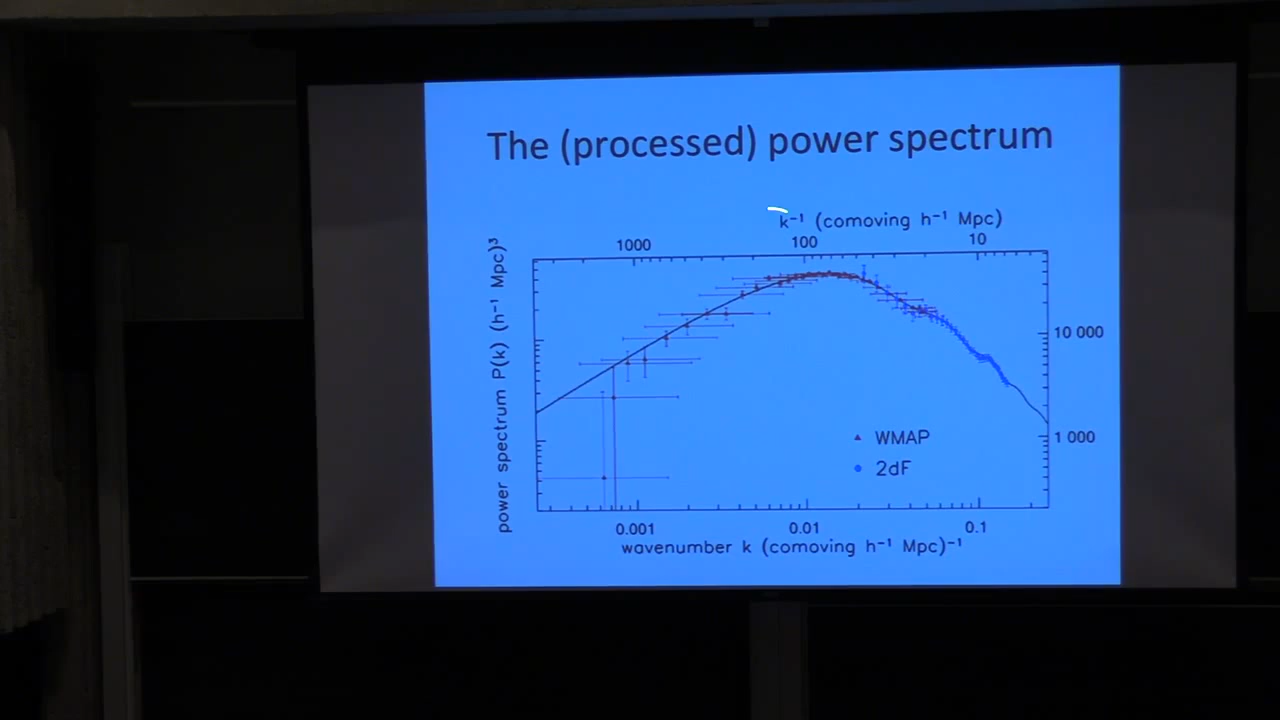 The (processed) power spectrum
k⁻¹ (comoving h⁻¹ Mpc)
1000 100 10
power spectrum P(k) (h⁻¹ Mpc)³
10 000
1 000
WMAP
2dF
0.001 0.01 0.1
wavenumber k (comoving h⁻¹ Mpc)⁻¹